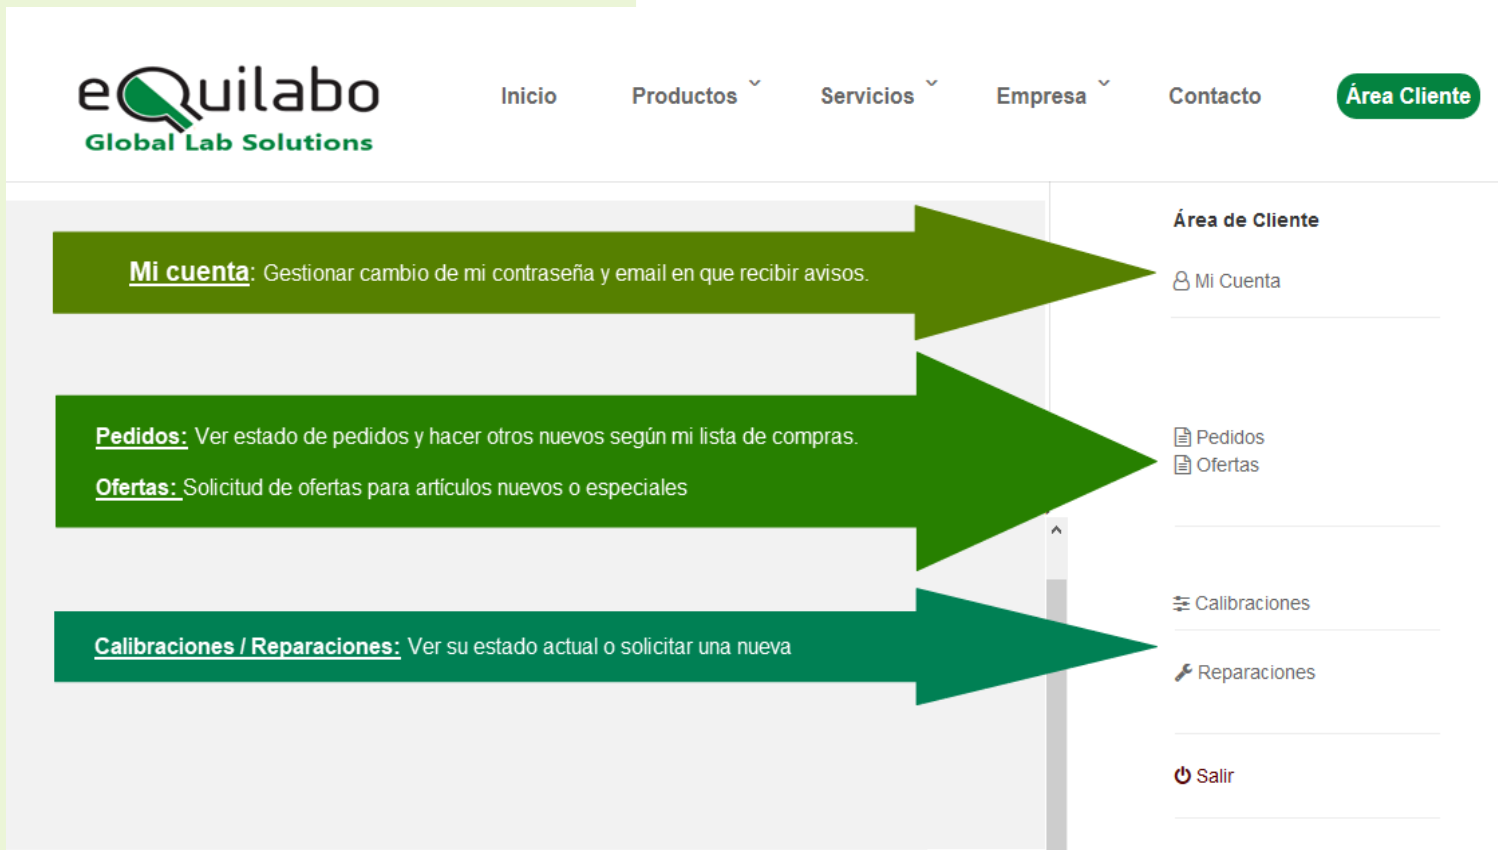 eQuilabo
Global Lab Solutions
Inicio
Productos
Servicios
Empresa
Contacto
Área Cliente
Área de Cliente
Mi cuenta: Gestionar cambio de mi contraseña y email en que recibir avisos.
Mi Cuenta
Pedidos: Ver estado de pedidos y hacer otros nuevos según mi lista de compras.
Ofertas: Solicitud de ofertas para artículos nuevos o especiales
Pedidos
Ofertas
Calibraciones / Reparaciones: Ver su estado actual o solicitar una nueva
Calibraciones
Reparaciones
Salir